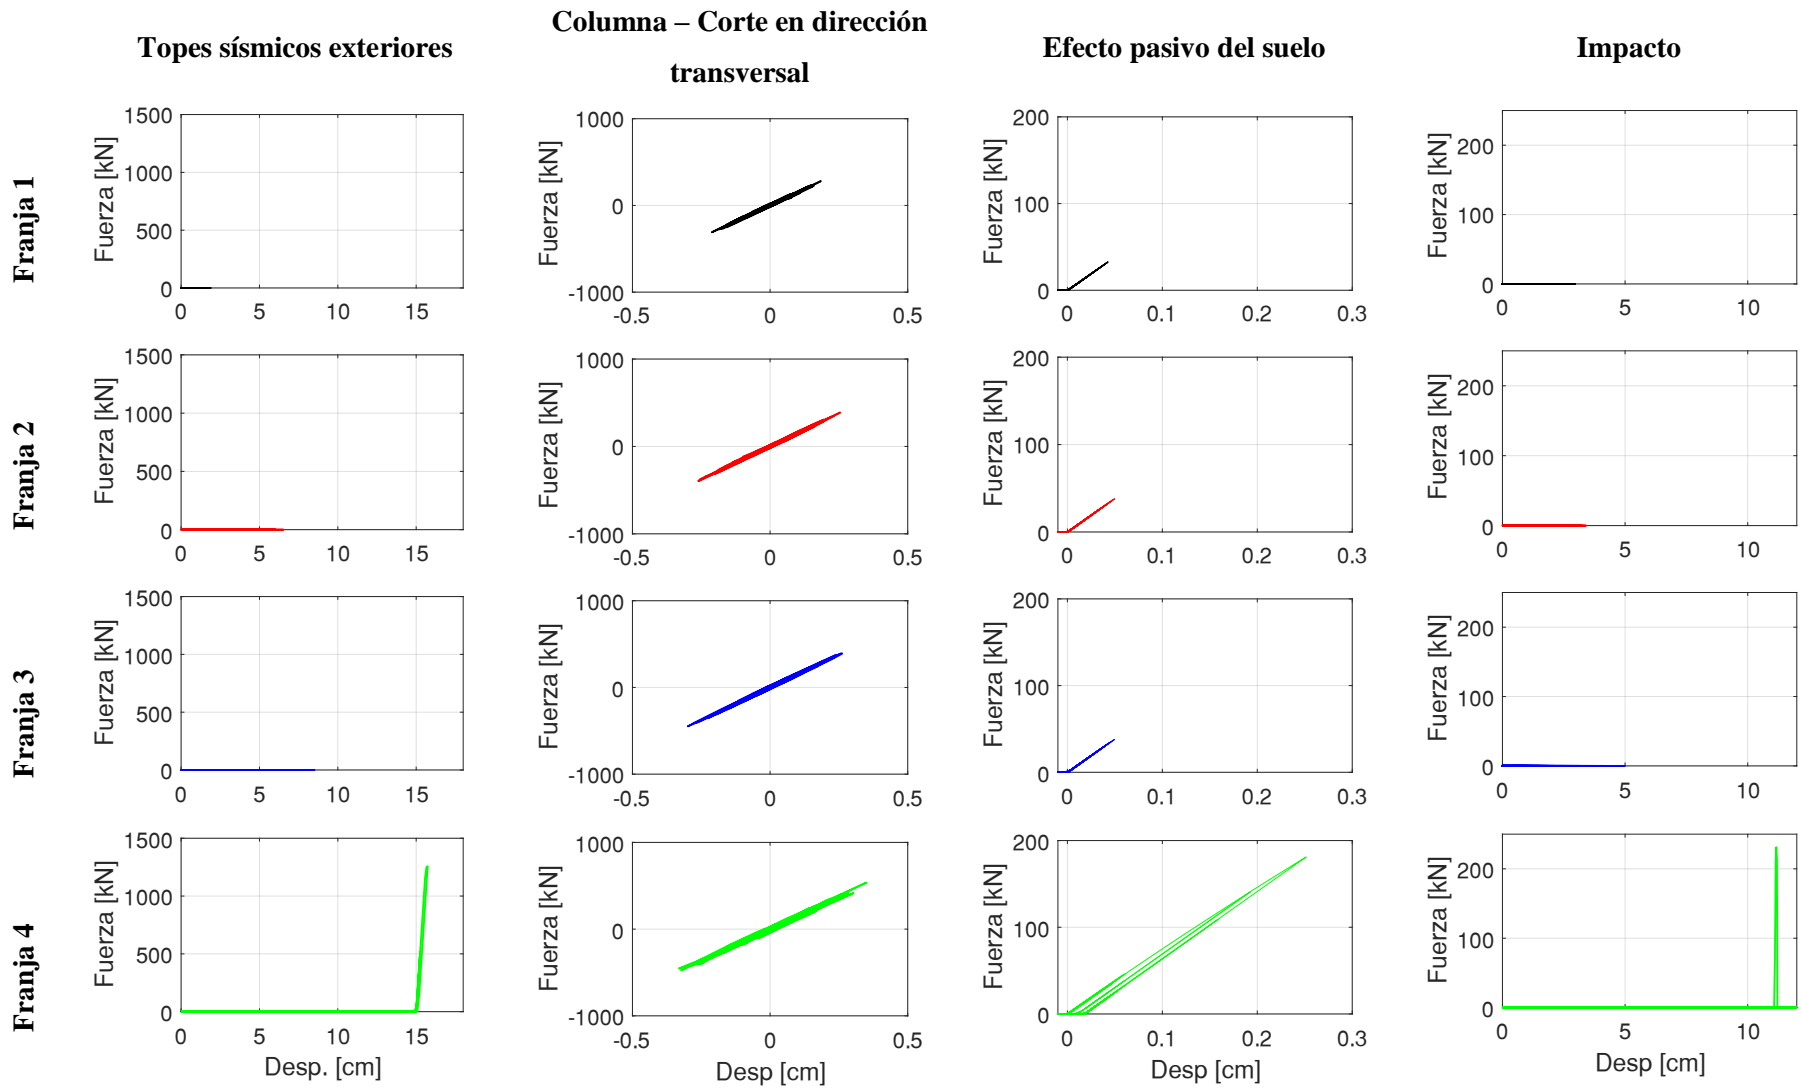 Topes sísmicos exteriores
Columna – Corte en dirección
transversal
Efecto pasivo del suelo
Impacto
Franja 1
Fuerza [kN]
1500
1000
500
0
0 5 10 15
Fuerza [kN]
1000
0
-1000
-0.5 0 0.5
Fuerza [kN]
200
100
0
0 0.1 0.2 0.3
Fuerza [kN]
200
100
0
0 5 10
Franja 2
Fuerza [kN]
1500
1000
500
0
0 5 10 15
Fuerza [kN]
1000
0
-1000
-0.5 0 0.5
Fuerza [kN]
200
100
0
0 0.1 0.2 0.3
Fuerza [kN]
200
100
0
0 5 10
Franja 3
Fuerza [kN]
1500
1000
500
0
0 5 10 15
Fuerza [kN]
1000
0
-1000
-0.5 0 0.5
Fuerza [kN]
200
100
0
0 0.1 0.2 0.3
Fuerza [kN]
200
100
0
0 5 10
Franja 4
Fuerza [kN]
1500
1000
500
0
0 5 10 15
Desp. [cm]
Fuerza [kN]
1000
0
-1000
-0.5 0 0.5
Desp [cm]
Fuerza [kN]
200
100
0
0 0.1 0.2 0.3
Desp [cm]
Fuerza [kN]
200
100
0
0 5 10
Desp [cm]